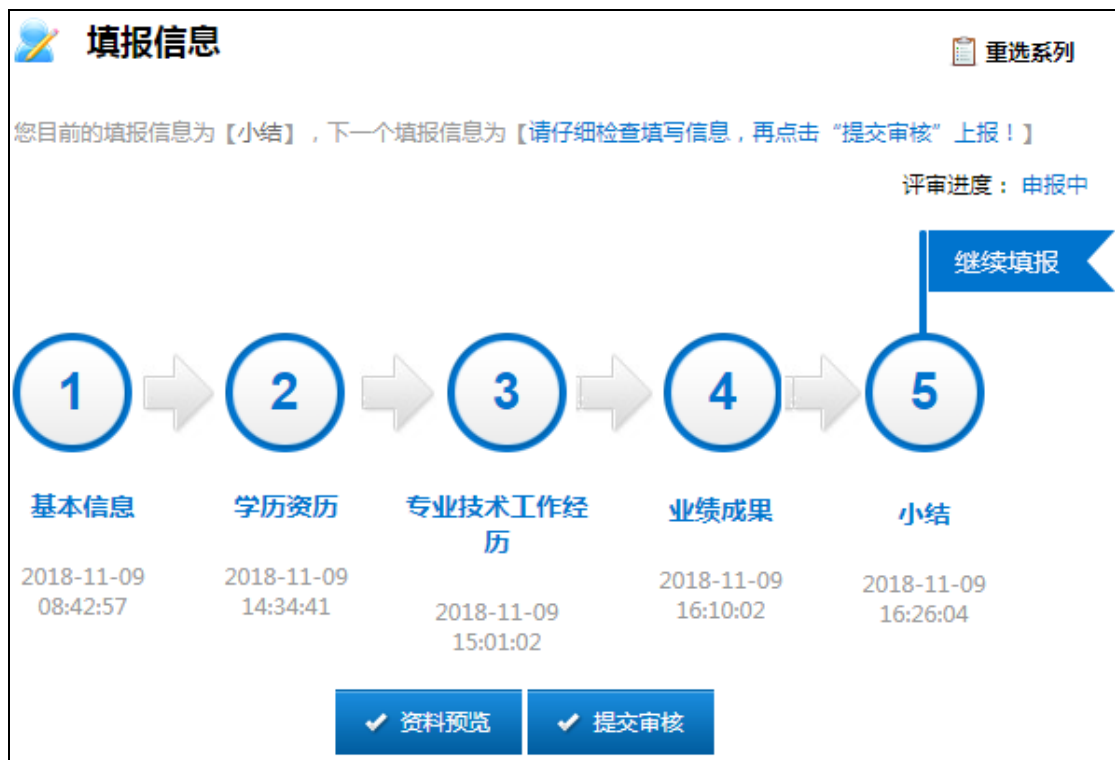 填报信息
重选系列
您目前的填报信息为【小结】，下一个填报信息为【请仔细检查填写信息，再点击“提交审核”上报！】
评审进度： 申报中
继续填报
1 2 3 4 5
基本信息 学历资历 专业技术工作经 业绩成果 小结
历
2018-11-09 2018-11-09 2018-11-09 2018-11-09
08:42:57 14:34:41 16:10:02 16:26:04
2018-11-09
15:01:02
资料预览 提交审核